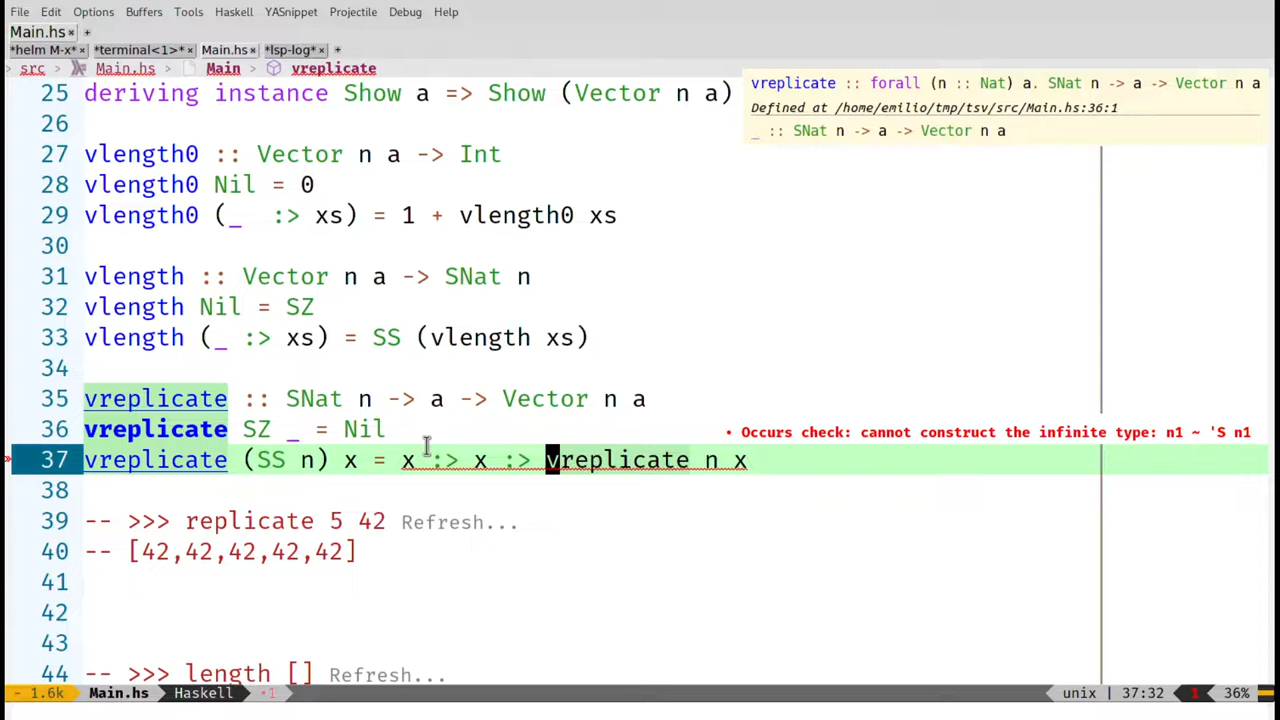 File Edit Options Buffers Tools Haskell YASnippet Projectile Debug Help
Main.hs × +
*helm M-x* × *terminal<1>* × Main.hs × *lsp-log* × +
> src > Main.hs > Main > vreplicate
25 deriving instance Show a => Show (Vector n a)
vreplicate :: forall (n :: Nat) a. SNat n -> a -> Vector n a
Defined at /home/emilio/tmp/tsv/src/Main.hs:36:1
_ :: SNat n -> a -> Vector n a
26
27 vlength0 :: Vector n a -> Int
28 vlength0 Nil = 0
29 vlength0 (_  :> xs) = 1 + vlength0 xs
30
31 vlength :: Vector n a -> SNat n
32 vlength Nil = SZ
33 vlength (_ :> xs) = SS (vlength xs)
34
35 vreplicate :: SNat n -> a -> Vector n a
36 vreplicate SZ _ = Nil
• Occurs check: cannot construct the infinite type: n1 ~ 'S n1
» 37 vreplicate (SS n) x = x :> x :> vreplicate n x
38
39 -- >>> replicate 5 42 Refresh...
40 -- [42,42,42,42,42]
41
42
43
44 -- >>> length [] Refresh...
- 1.6k Main.hs Haskell •1 unix | 37:32 1 36%